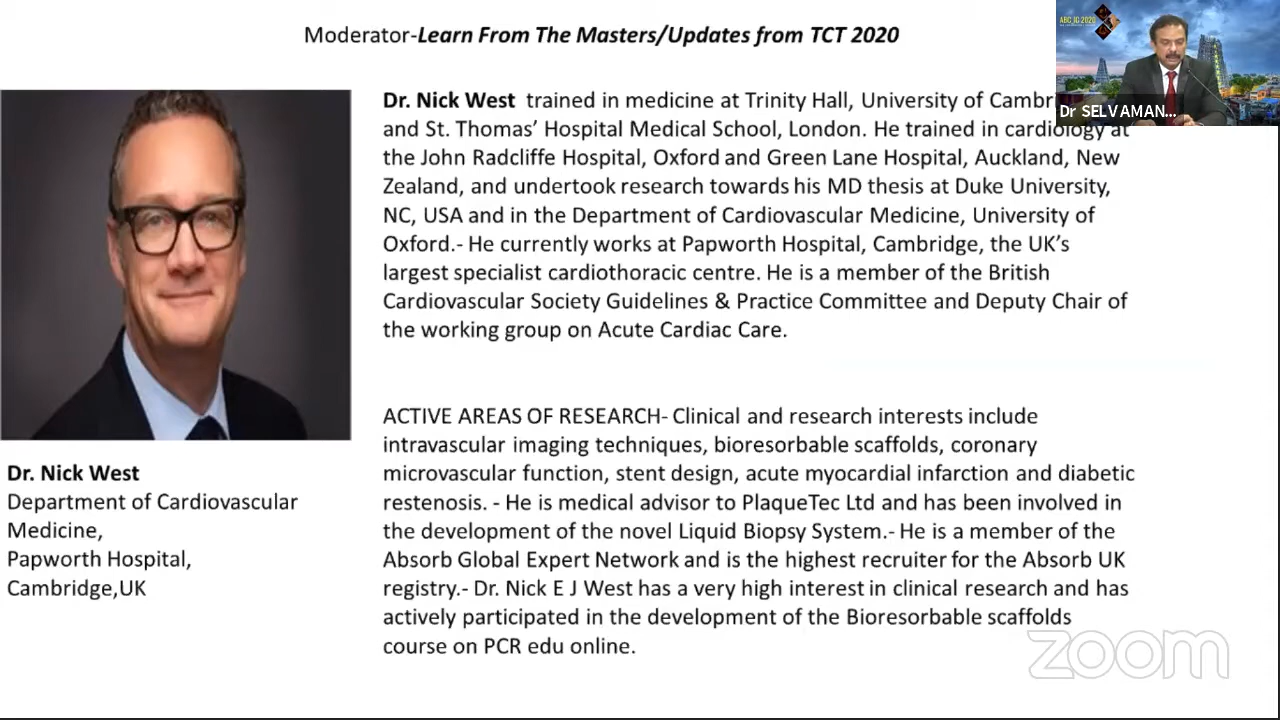 Moderator-Learn From The Masters/Updates from TCT 2020
ABC IC 2020
Dr SELVAMAN...
Dr. Nick West trained in medicine at Trinity Hall, University of Cambr
and St. Thomas’ Hospital Medical School, London. He trained in cardiology at
the John Radcliffe Hospital, Oxford and Green Lane Hospital, Auckland, New
Zealand, and undertook research towards his MD thesis at Duke University,
NC, USA and in the Department of Cardiovascular Medicine, University of
Oxford.- He currently works at Papworth Hospital, Cambridge, the UK’s
largest specialist cardiothoracic centre. He is a member of the British
Cardiovascular Society Guidelines & Practice Committee and Deputy Chair of
the working group on Acute Cardiac Care.
ACTIVE AREAS OF RESEARCH- Clinical and research interests include
intravascular imaging techniques, bioresorbable scaffolds, coronary
microvascular function, stent design, acute myocardial infarction and diabetic
restenosis. - He is medical advisor to PlaqueTec Ltd and has been involved in
the development of the novel Liquid Biopsy System.- He is a member of the
Absorb Global Expert Network and is the highest recruiter for the Absorb UK
registry.- Dr. Nick E J West has a very high interest in clinical research and has
actively participated in the development of the Bioresorbable scaffolds
course on PCR edu online.
Dr. Nick West
Department of Cardiovascular
Medicine,
Papworth Hospital,
Cambridge,UK
zoom